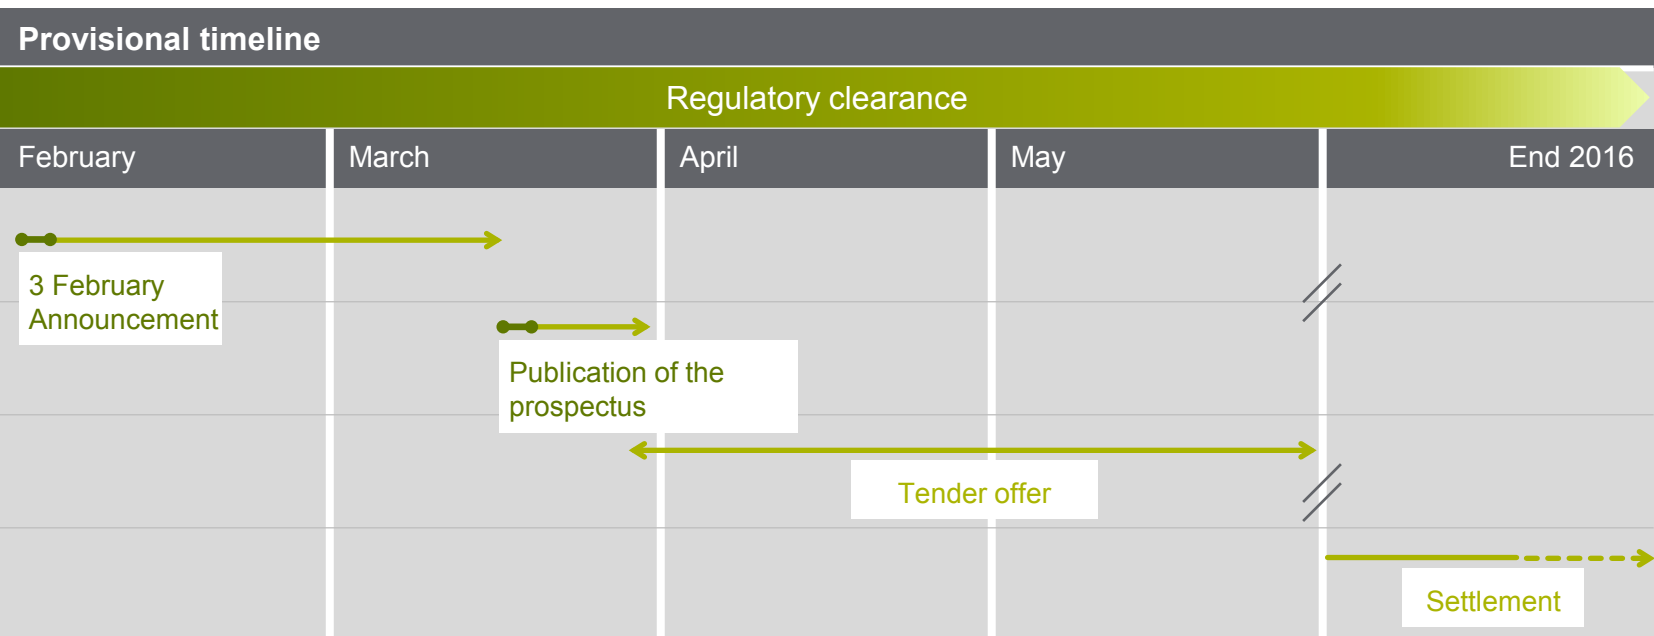 Provisional timeline
Regulatory clearance
February
March
April
May
End 2016
3 February
Announcement
Publication of the
prospectus
Tender offer
Settlement